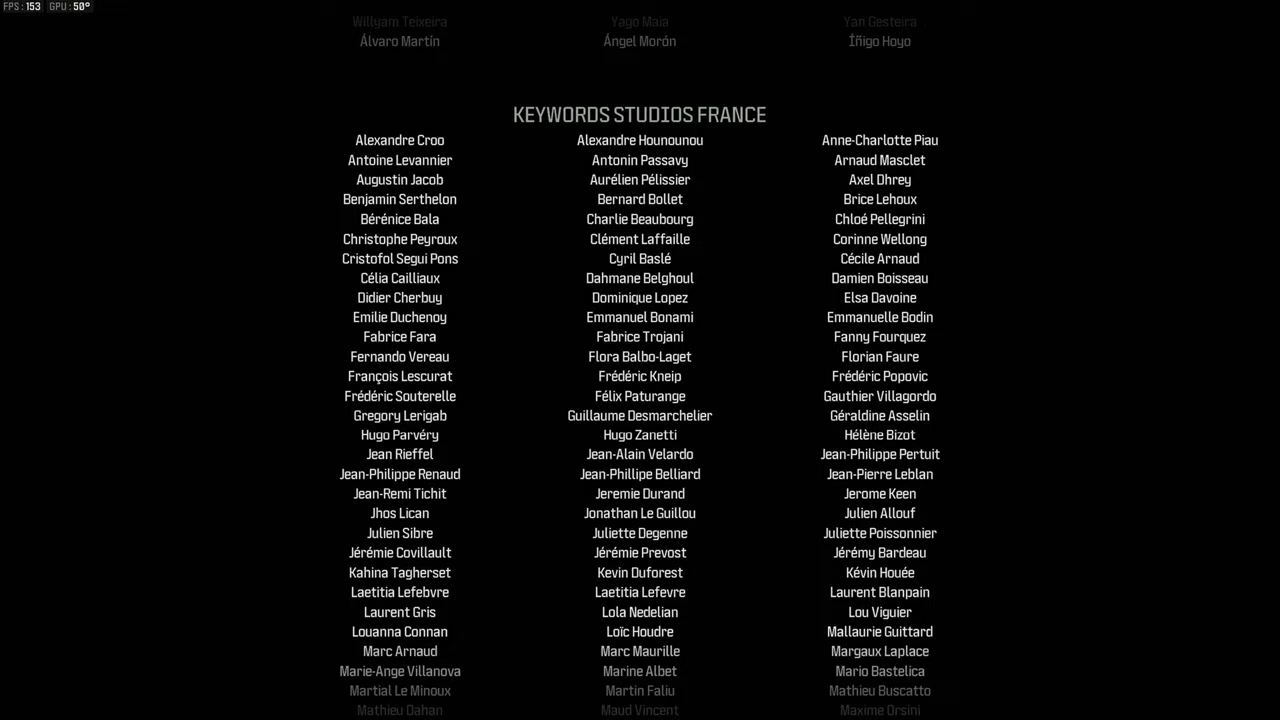 FPS: 153 GPU: 50°
Willyam Teixeira Yago Maia Yan Gesteira
Álvaro Martín Ángel Morón Íñigo Hoyo
KEYWORDS STUDIOS FRANCE
Alexandre Croo Alexandre Hounounou Anne-Charlotte Piau
Antoine Levannier Antonin Passavy Arnaud Masclet
Augustin Jacob Aurélien Pélissier Axel Dhrey
Benjamin Serthelon Bernard Bollet Brice Lehoux
Bérénice Bala Charlie Beaubourg Chloé Pellegrini
Christophe Peyroux Clément Laffaille Corinne Wellong
Cristofol Segui Pons Cyril Baslé Cécile Arnaud
Célia Cailliaux Dahmane Belghoul Damien Boisseau
Didier Cherbuy Dominique Lopez Elsa Davoine
Emilie Duchenoy Emmanuel Bonami Emmanuelle Bodin
Fabrice Fara Fabrice Trojani Fanny Fourquez
Fernando Vereau Flora Balbo-Laget Florian Faure
François Lescurat Frédéric Kneip Frédéric Popovic
Frédéric Souterelle Félix Paturange Gauthier Villagordo
Gregory Lerigab Guillaume Desmarchelier Géraldine Asselin
Hugo Parvéry Hugo Zanetti Hélène Bizot
Jean Rieffel Jean-Alain Velardo Jean-Philippe Pertuit
Jean-Philippe Renaud Jean-Phillipe Belliard Jean-Pierre Leblan
Jean-Remi Tichit Jeremie Durand Jerome Keen
Jhos Lican Jonathan Le Guillou Julien Allouf
Julien Sibre Juliette Degenne Juliette Poissonnier
Jérémie Covillault Jérémie Prevost Jérémy Bardeau
Kahina Tagherset Kevin Duforest Kévin Houée
Laetitia Lefebvre Laetitia Lefevre Laurent Blanpain
Laurent Gris Lola Nedelian Lou Viguier
Louanna Connan Loïc Houdre Mallaurie Guittard
Marc Arnaud Marc Maurille Margaux Laplace
Marie-Ange Villanova Marine Albet Mario Bastelica
Martial Le Minoux Martin Faliu Mathieu Buscatto
Mathieu Dahan Maud Vincent Maxime Orsini